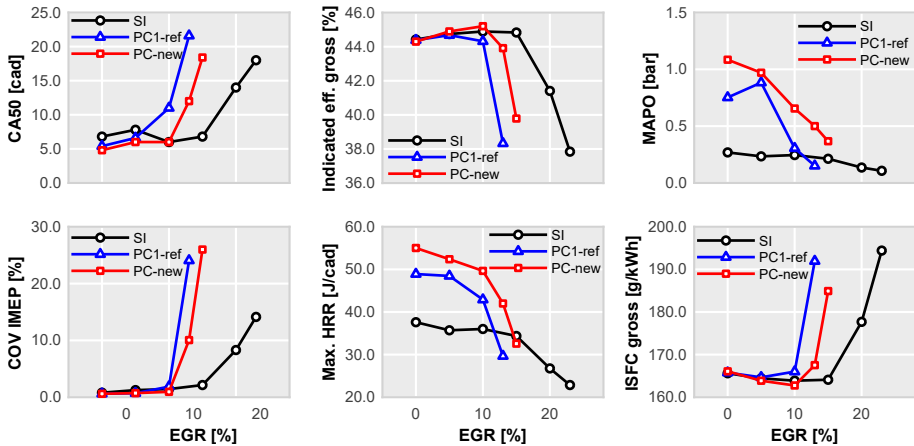 CA50 [cad]
25.0
20.0
15.0
10.0
5.0
0.0
SI
PC1-ref
PC-new
Indicated eff. gross [%]
46.0
44.0
42.0
40.0
38.0
36.0
SI
PC1-ref
PC-new
MAPO [bar]
1.5
1.0
0.5
0.0
SI
PC1-ref
PC-new
COV IMEP [%]
30.0
20.0
10.0
0.0
SI
PC1-ref
PC-new
0 10 20
EGR [%]
Max. HRR [J/cad]
60.0
50.0
40.0
30.0
20.0
SI
PC1-ref
PC-new
0 10 20
EGR [%]
ISFC gross [g/kWh]
200.0
190.0
180.0
170.0
160.0
SI
PC1-ref
PC-new
0 10 20
EGR [%]